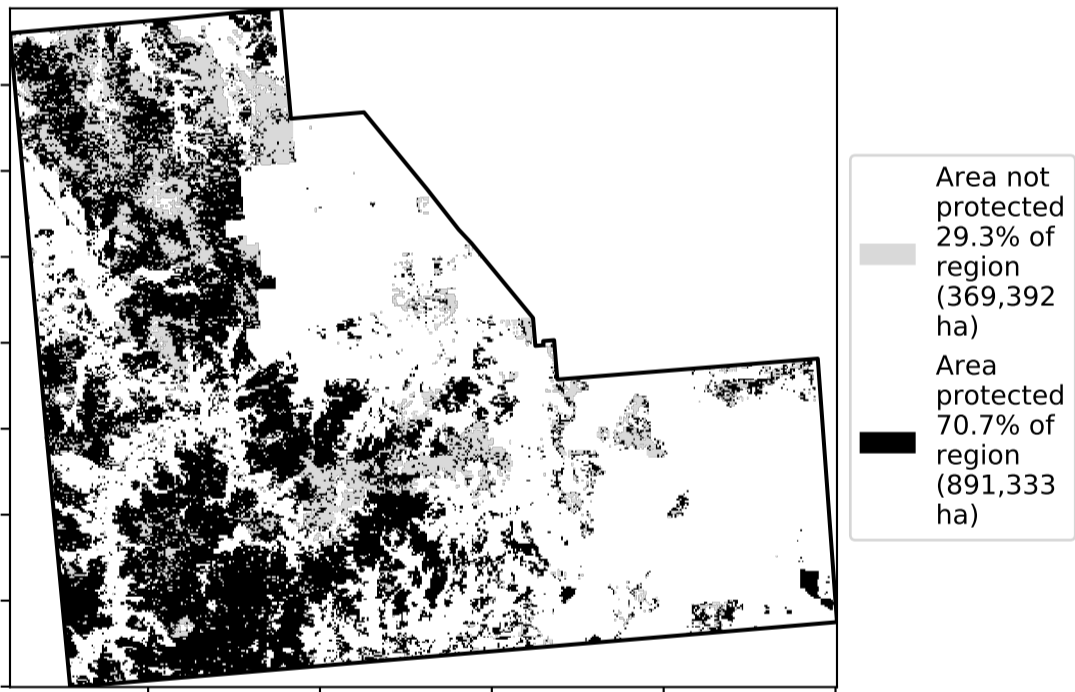 Area not
protected
29.3% of
region
(369,392
ha)
Area
protected
70.7% of
region
(891,333
ha)